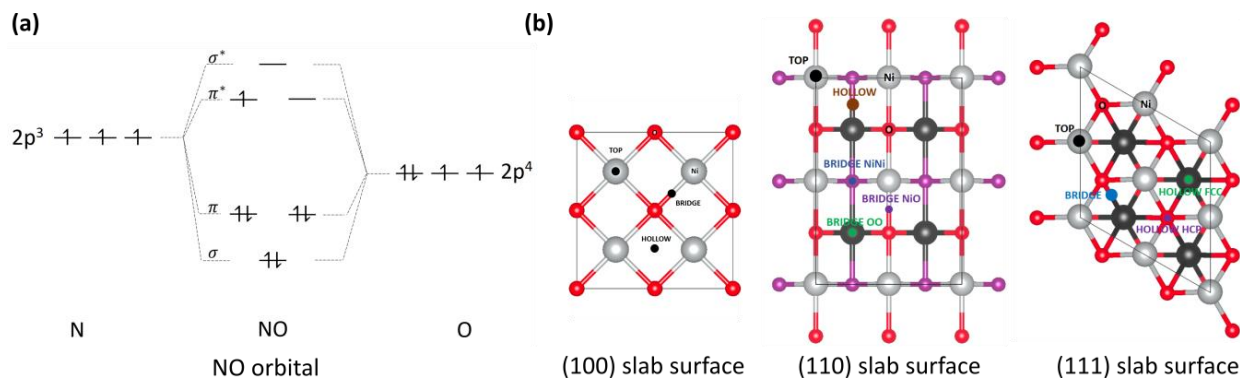 (a)
σ*
π*
2p³
2p⁴
π
σ
N
NO
O
NO orbital
(b)
O
TOP
Ni
BRIDGE
HOLLOW
(100) slab surface
TOP
Ni
HOLLOW
O
BRIDGE NiNi
BRIDGE NiO
BRIDGE OO
(110) slab surface
O
Ni
TOP
BRIDGE
HOLLOW FCC
HOLLOW HCP
(111) slab surface